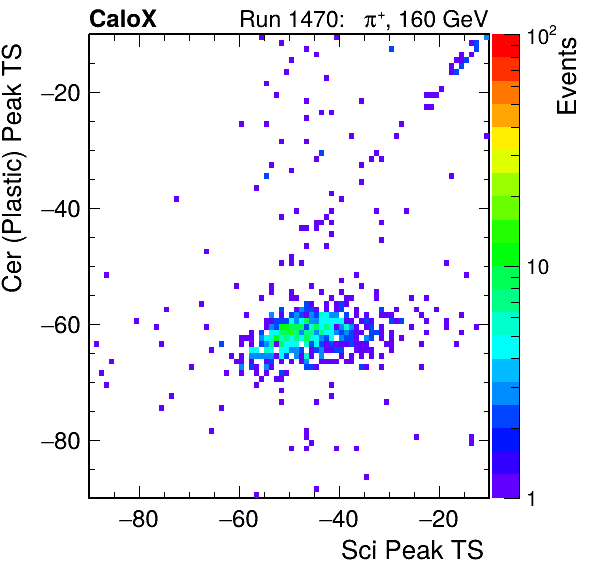 CaloX Run 1470: π⁺, 160 GeV
Cer (Plastic) Peak TS
−20
−40
−60
−80
−80 −60 −40 −20
Sci Peak TS
10²
10
1
Events